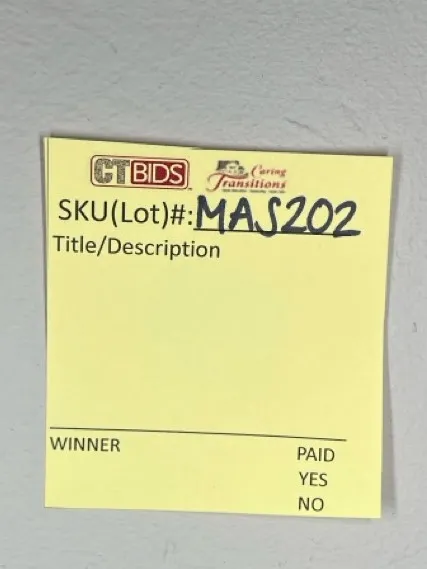 CTBIDS
Caring
Transitions
SKU(Lot)#: MAS202
Title/Description
WINNER
PAID
YES
NO